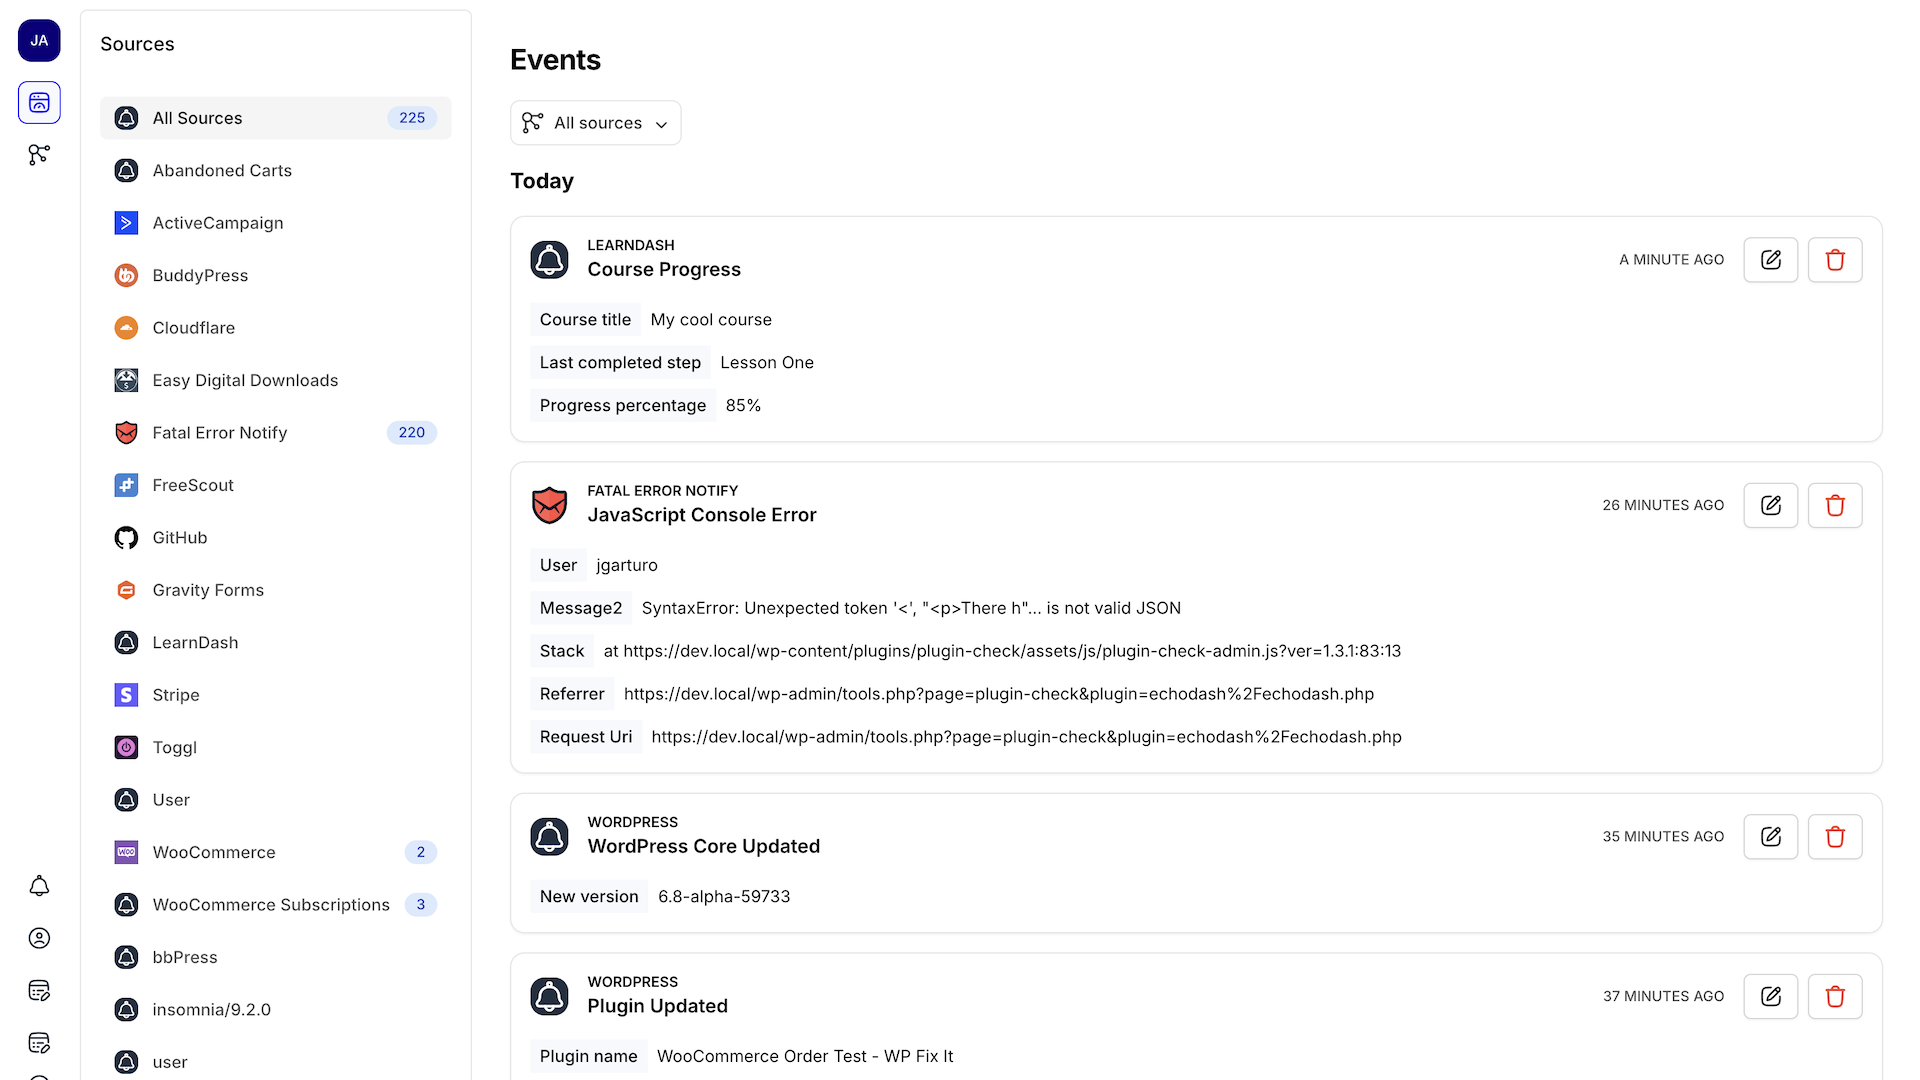 JA
Sources
All Sources 225
Abandoned Carts
ActiveCampaign
BuddyPress
Cloudflare
Easy Digital Downloads
Fatal Error Notify 220
FreeScout
GitHub
Gravity Forms
LearnDash
Stripe
Toggl
User
WooCommerce 2
WooCommerce Subscriptions 3
bbPress
insomnia/9.2.0
user
Events
All sources
Today
LEARNDASH
Course Progress
A MINUTE AGO
Course title My cool course
Last completed step Lesson One
Progress percentage 85%
FATAL ERROR NOTIFY
JavaScript Console Error
26 MINUTES AGO
User jgarturo
Message2 SyntaxError: Unexpected token '<', "<p>There h"... is not valid JSON
Stack at https://dev.local/wp-content/plugins/plugin-check/assets/js/plugin-check-admin.js?ver=1.3.1:83:13
Referrer https://dev.local/wp-admin/tools.php?page=plugin-check&plugin=echodash%2Fechodash.php
Request Uri https://dev.local/wp-admin/tools.php?page=plugin-check&plugin=echodash%2Fechodash.php
WORDPRESS
WordPress Core Updated
35 MINUTES AGO
New version 6.8-alpha-59733
WORDPRESS
Plugin Updated
37 MINUTES AGO
Plugin name WooCommerce Order Test - WP Fix It